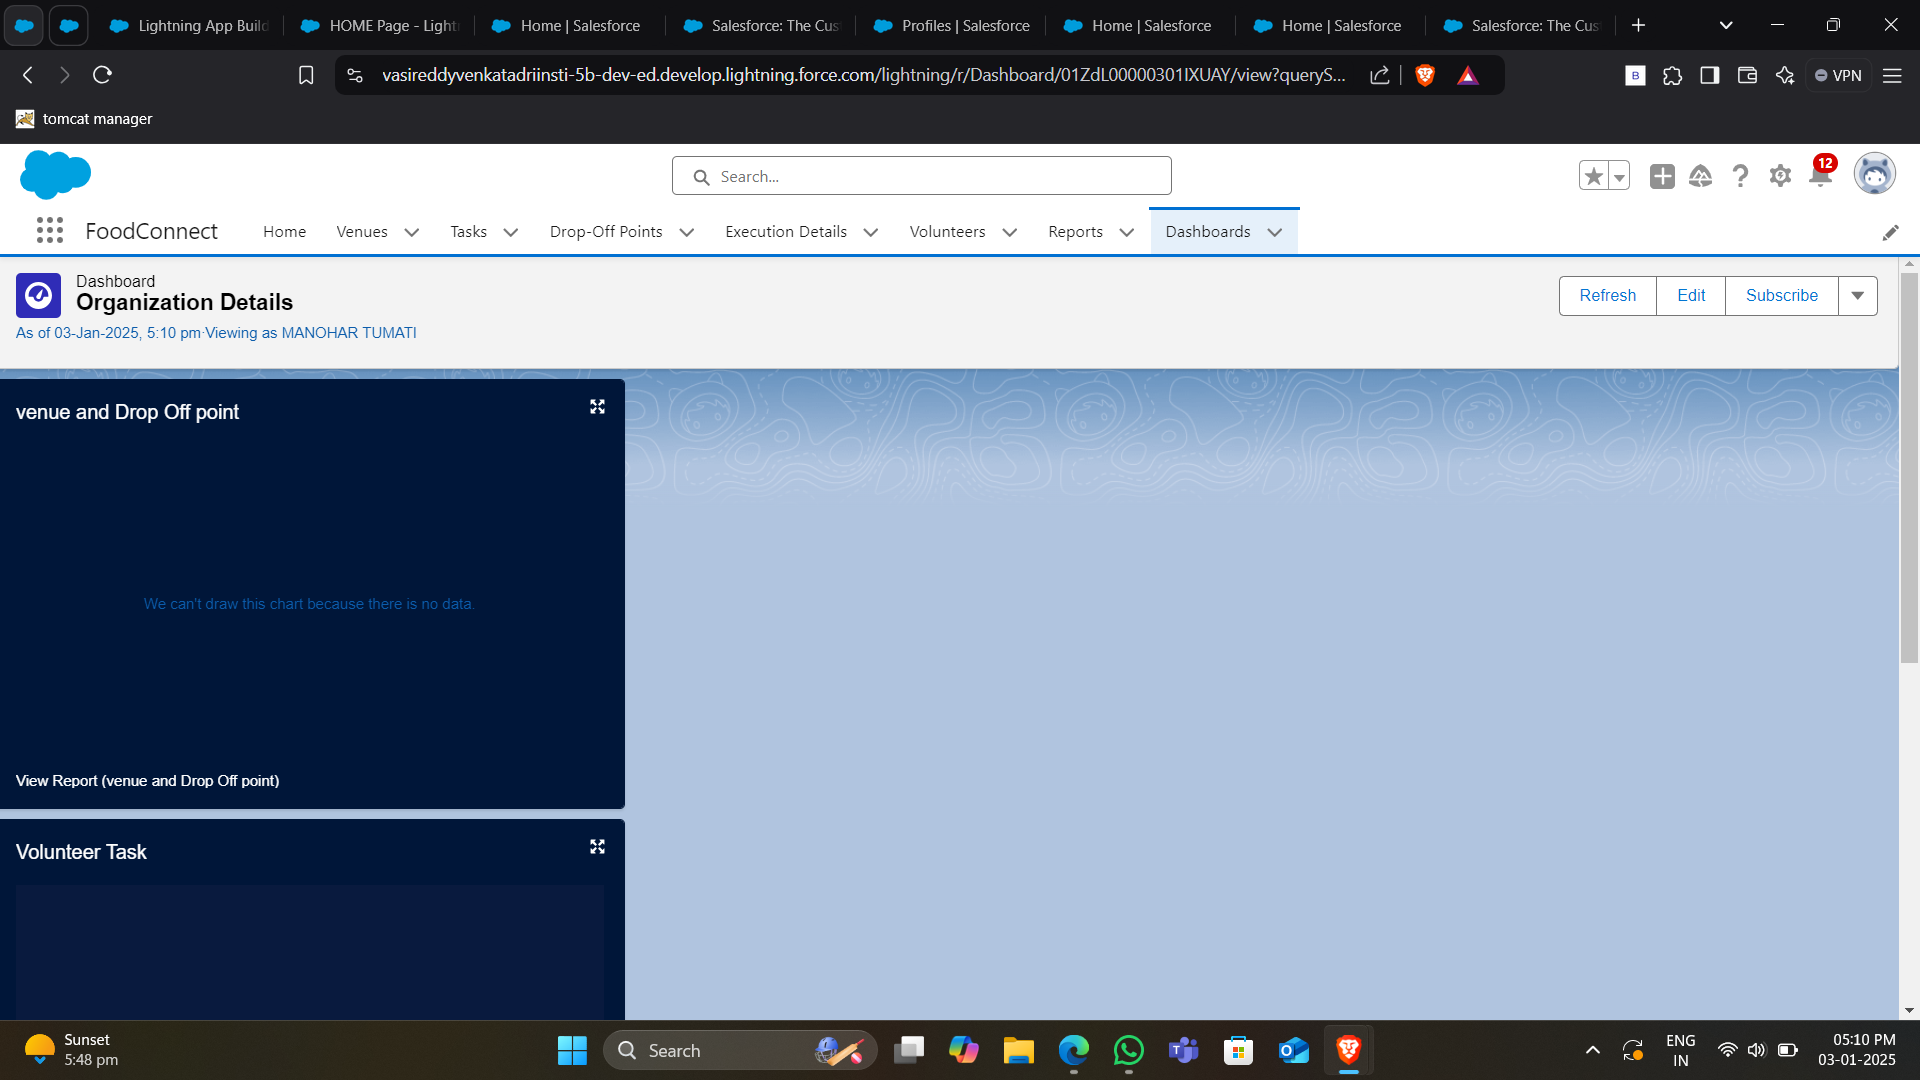 Lightning App Build
HOME Page - Light
Home | Salesforce
Salesforce: The Cus
Profiles | Salesforce
Home | Salesforce
Home | Salesforce
Salesforce: The Cus
vasireddyvenkatadriinsti-5b-dev-ed.develop.lightning.force.com/lightning/r/Dashboard/01ZdL00000301IXUAY/view?queryS...
B
VPN
tomcat manager
Search...
12
FoodConnect
Home
Venues
Tasks
Drop-Off Points
Execution Details
Volunteers
Reports
Dashboards
Dashboard
Organization Details
As of 03-Jan-2025, 5:10 pm·Viewing as MANOHAR TUMATI
Refresh
Edit
Subscribe
venue and Drop Off point
We can't draw this chart because there is no data.
View Report (venue and Drop Off point)
Volunteer Task
Sunset
5:48 pm
Search
ENG
IN
05:10 PM
03-01-2025